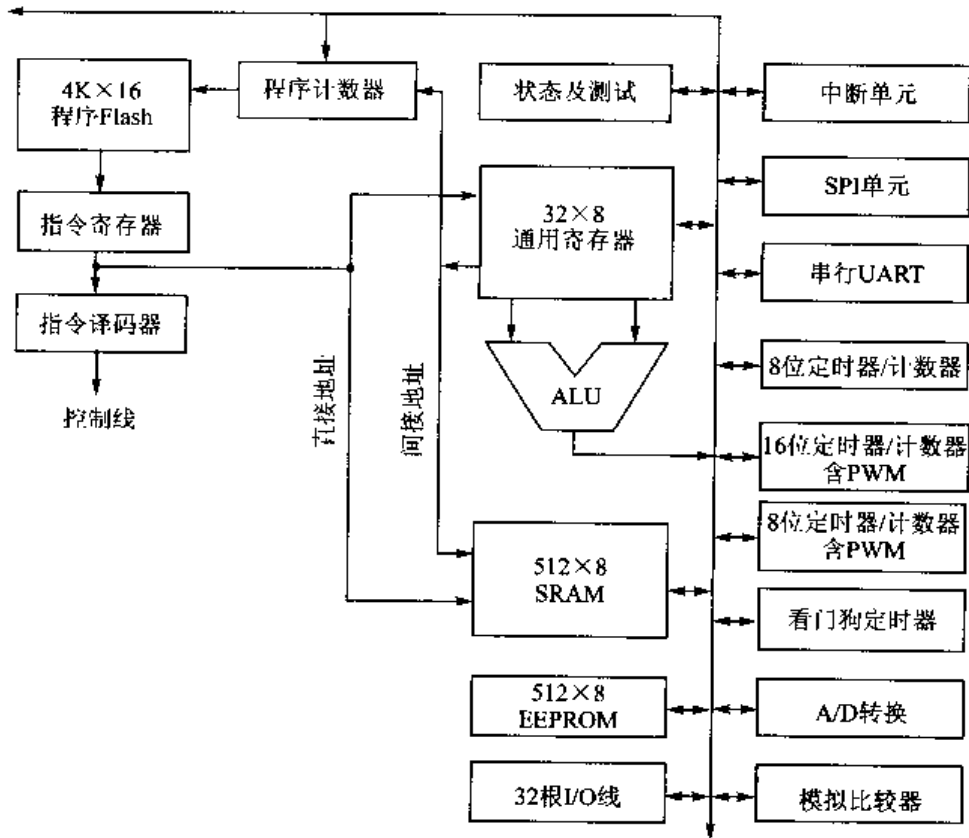 4K×16
程序Flash
程序计数器
状态及测试
中断单元
指令寄存器
32×8
通用寄存器
SPI单元
串行UART
指令译码器
控制线
直接地址
间接地址
ALU
8位定时器/计数器
16位定时器/计数器
含PWM
8位定时器/计数器
含PWM
512×8
SRAM
看门狗定时器
512×8
EEPROM
A/D转换
32根I/O线
模拟比较器